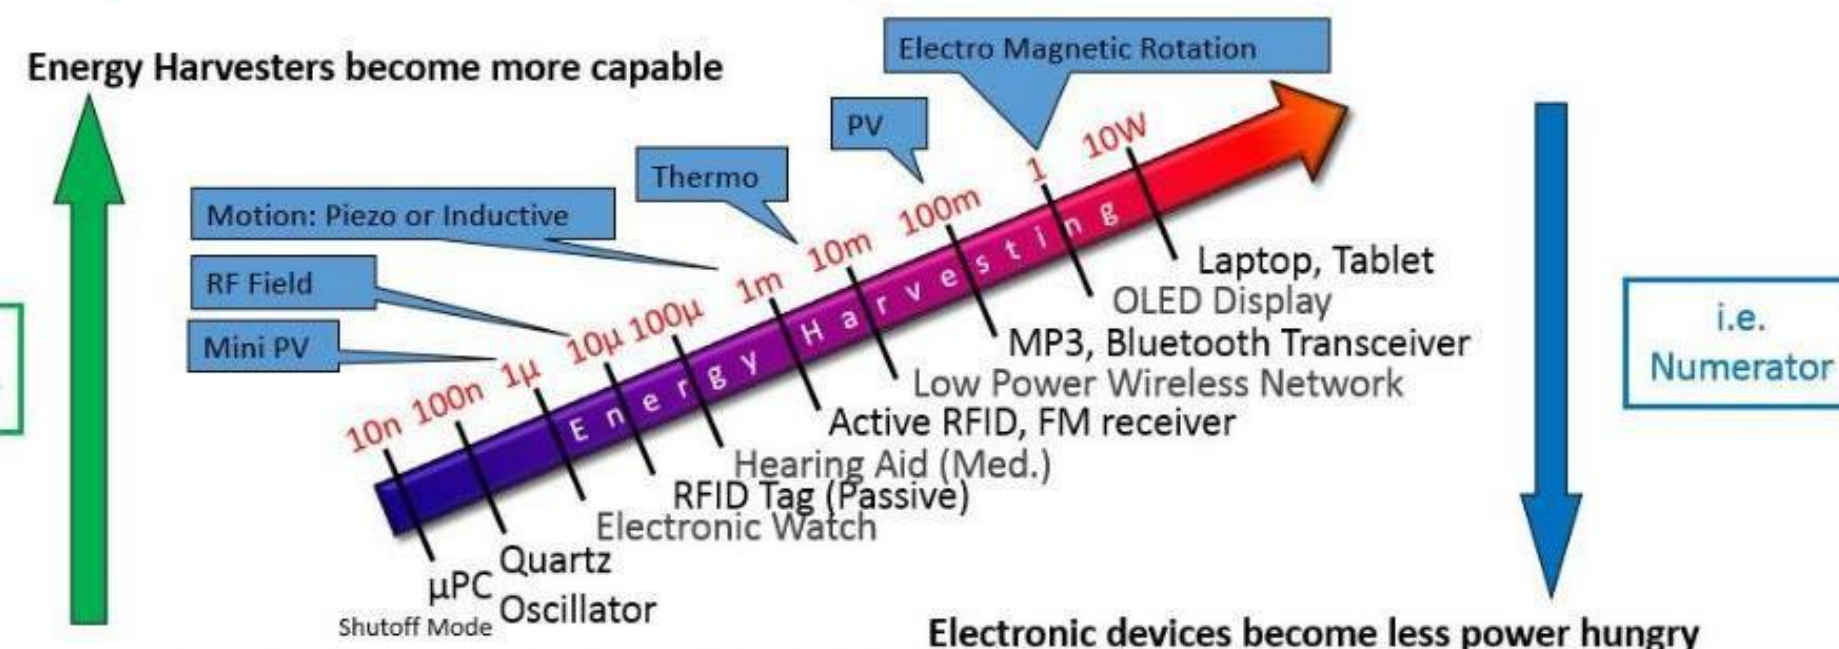 Energy Harvesters become more capable
Electro Magnetic Rotation
PV
Thermo
Motion: Piezo or Inductive
RF Field
Mini PV
10n
100n
1µ
10µ
100µ
1m
10m
100m
1
10W
Energy Harvesting
Laptop, Tablet
OLED Display
MP3, Bluetooth Transceiver
Low Power Wireless Network
Active RFID, FM receiver
Hearing Aid (Med.)
RFID Tag (Passive)
Electronic Watch
Quartz
Oscillator
µPC
Shutoff Mode
i.e.
Numerator
Electronic devices become less power hungry